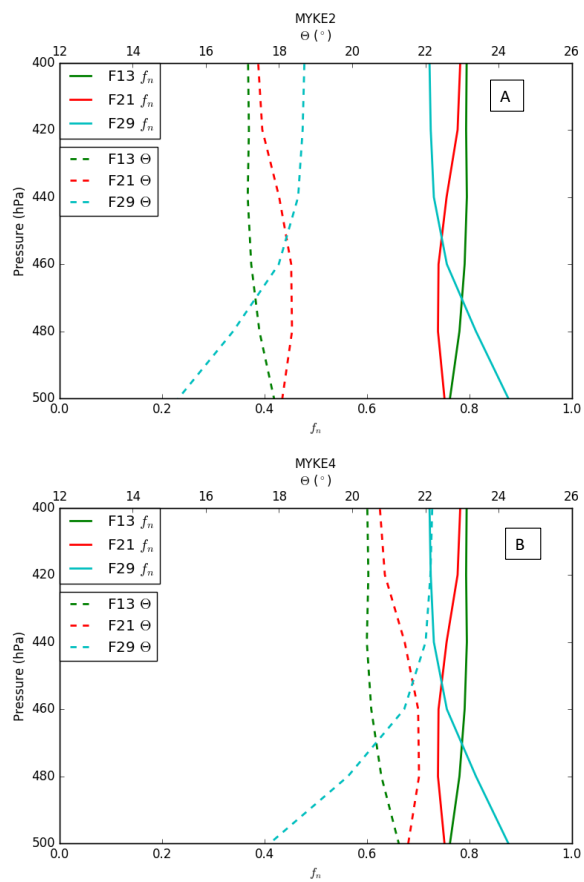 MYKE2
Θ (°)
12 14 16 18 20 22 24 26
400
420
440
460
480
500
Pressure (hPa)
F13 fₙ
F21 fₙ
F29 fₙ
F13 Θ
F21 Θ
F29 Θ
A
0.0 0.2 0.4 0.6 0.8 1.0
fₙ
MYKE4
Θ (°)
12 14 16 18 20 22 24 26
400
420
440
460
480
500
Pressure (hPa)
F13 fₙ
F21 fₙ
F29 fₙ
F13 Θ
F21 Θ
F29 Θ
B
0.0 0.2 0.4 0.6 0.8 1.0
fₙ